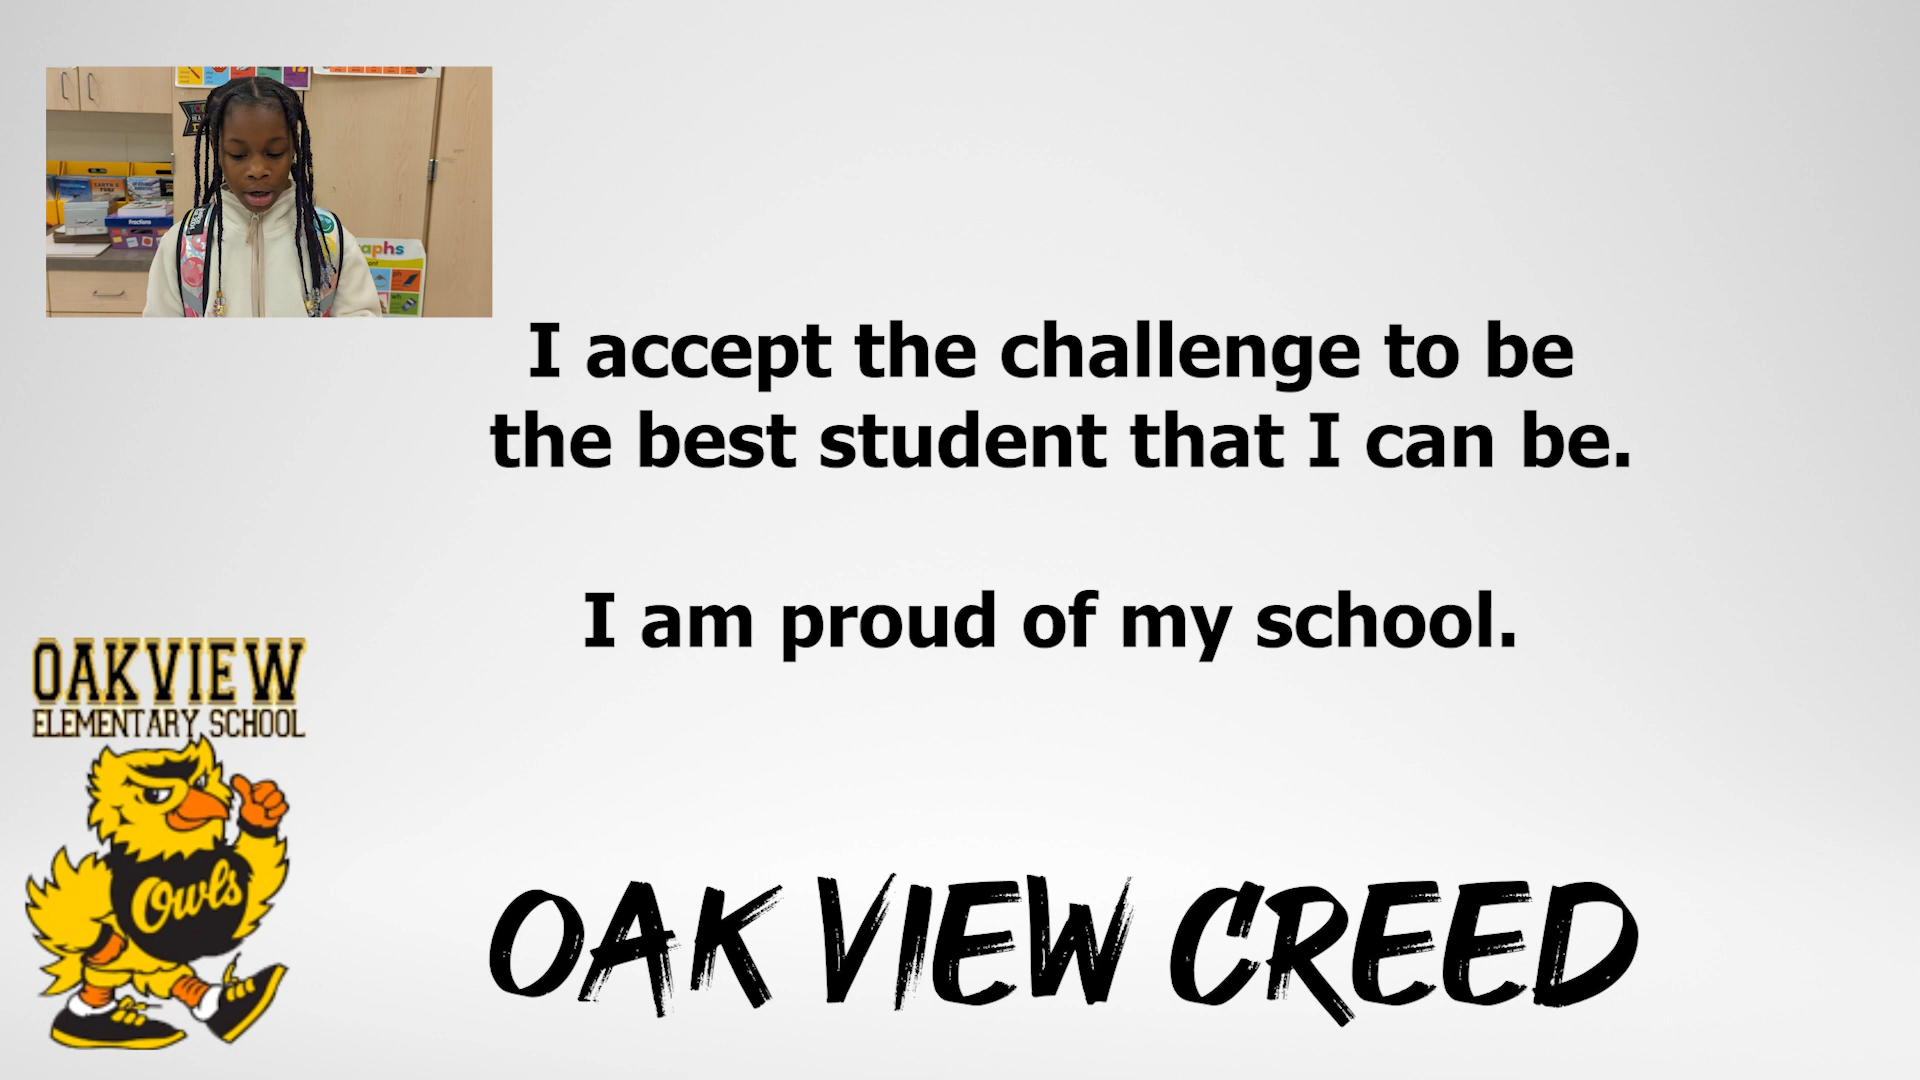 I accept the challenge to be
the best student that I can be.
I am proud of my school.
OAKVIEW
ELEMENTARY SCHOOL
Owls
OAK VIEW CREED
Fractions